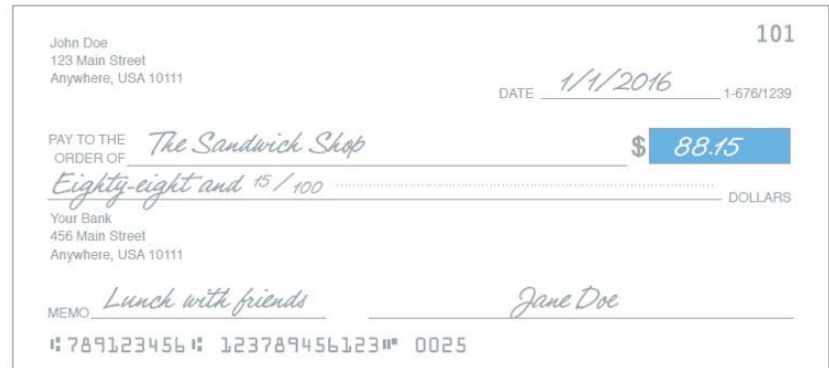 101
John Doe
123 Main Street
Anywhere, USA 10111
DATE 1/1/2016 1-676/1239
PAY TO THE
ORDER OF The Sandwich Shop $ 88.15
Eighty-eight and 15/100 DOLLARS
Your Bank
456 Main Street
Anywhere, USA 10111
MEMO Lunch with friends Jane Doe
⑆789123456⑆ 123789456123⑈ 0025